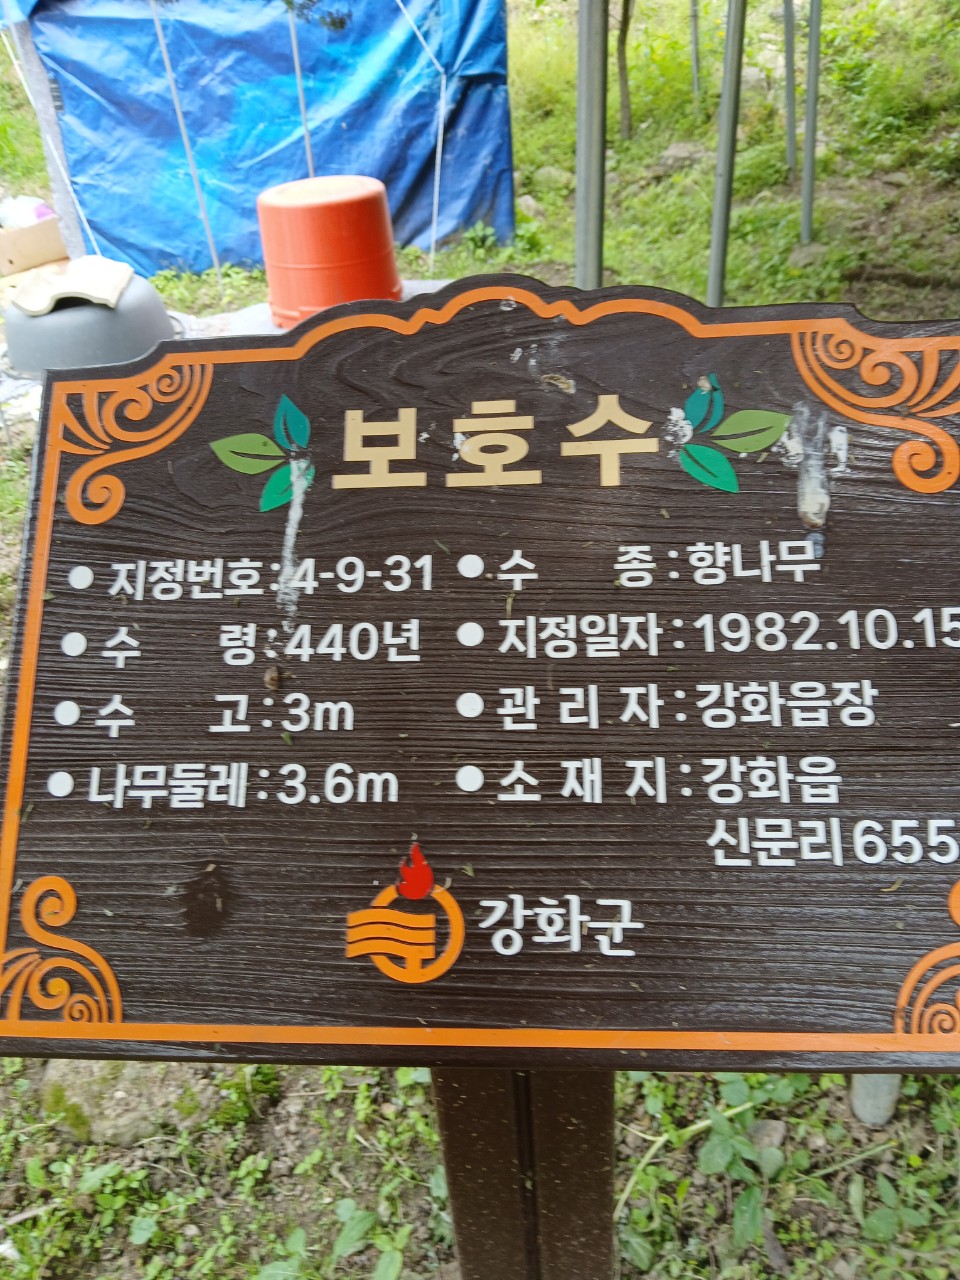 보호수
● 지정번호 : 4-9-31 ● 수 종 : 향나무
● 수 령 : 440년 ● 지정일자 : 1982.10.15
● 수 고 : 3m ● 관 리 자 : 강화읍장
● 나무둘레 : 3.6m ● 소 재 지 : 강화읍
신문리 655
강화군